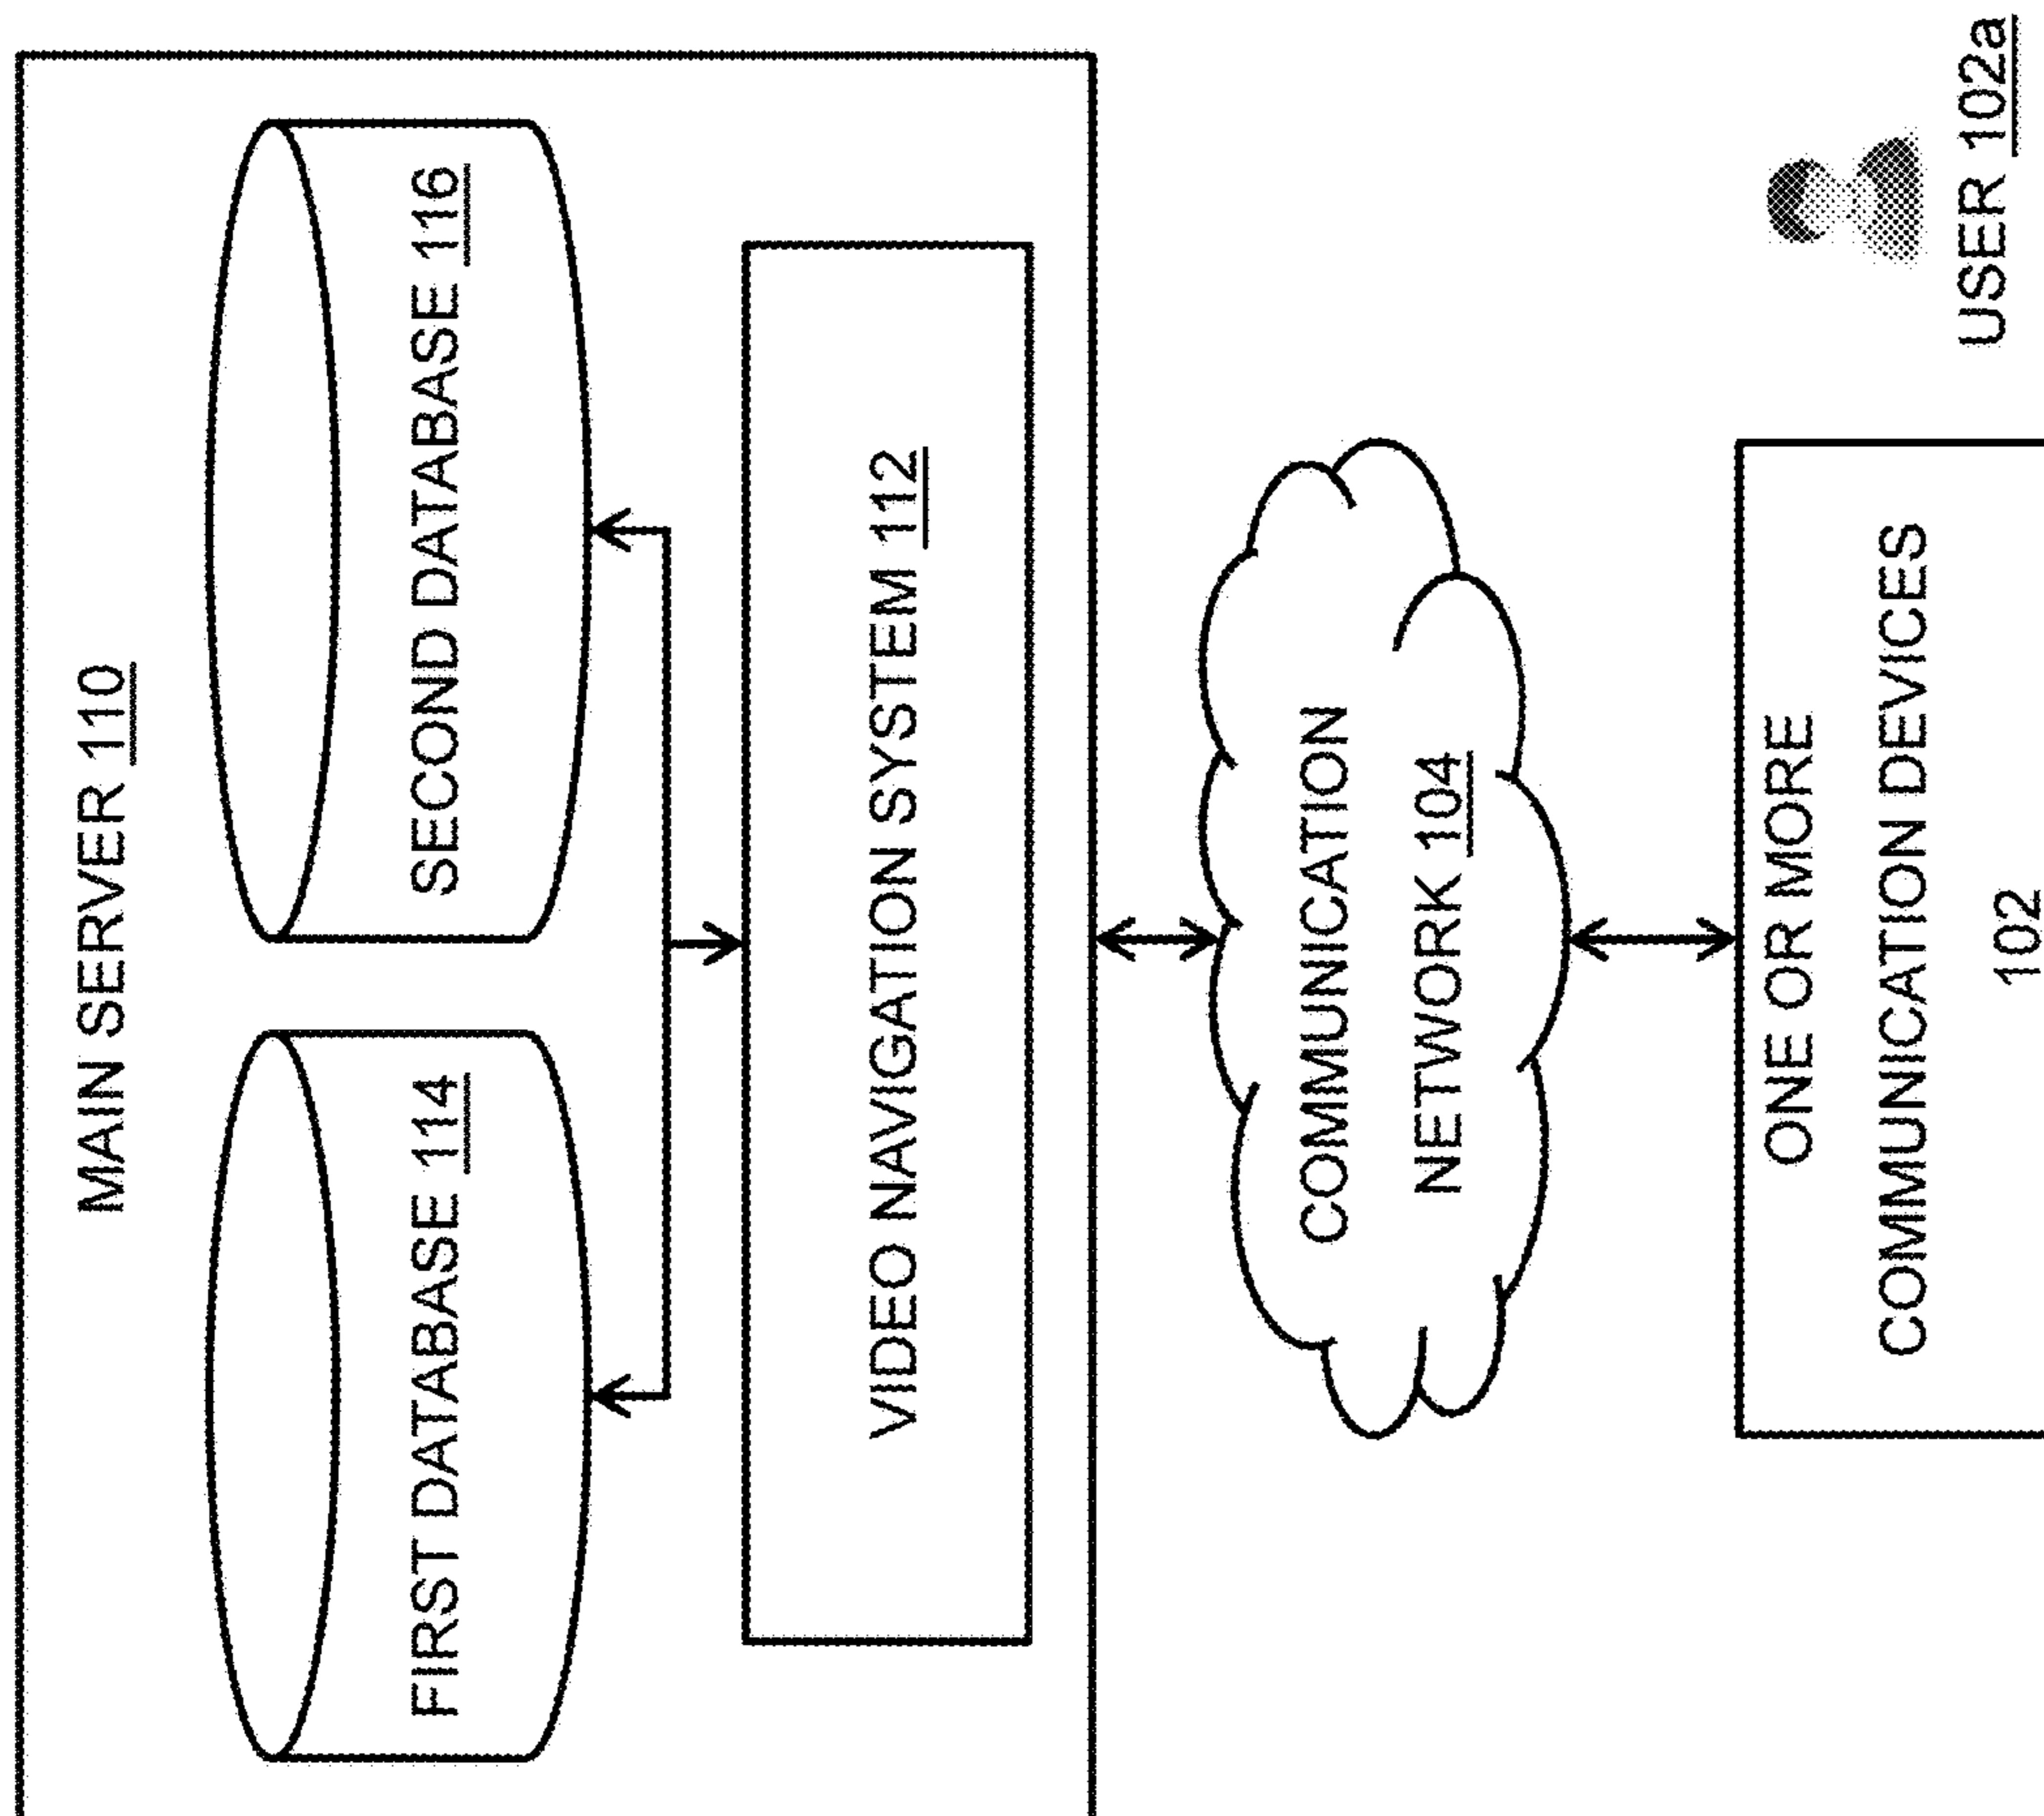 MAIN SERVER 110
FIRST DATABASE 114
SECOND DATABASE 116
VIDEO NAVIGATION SYSTEM 112
COMMUNICATION
NETWORK 104
ONE OR MORE
COMMUNICATION DEVICES
102
USER 102a